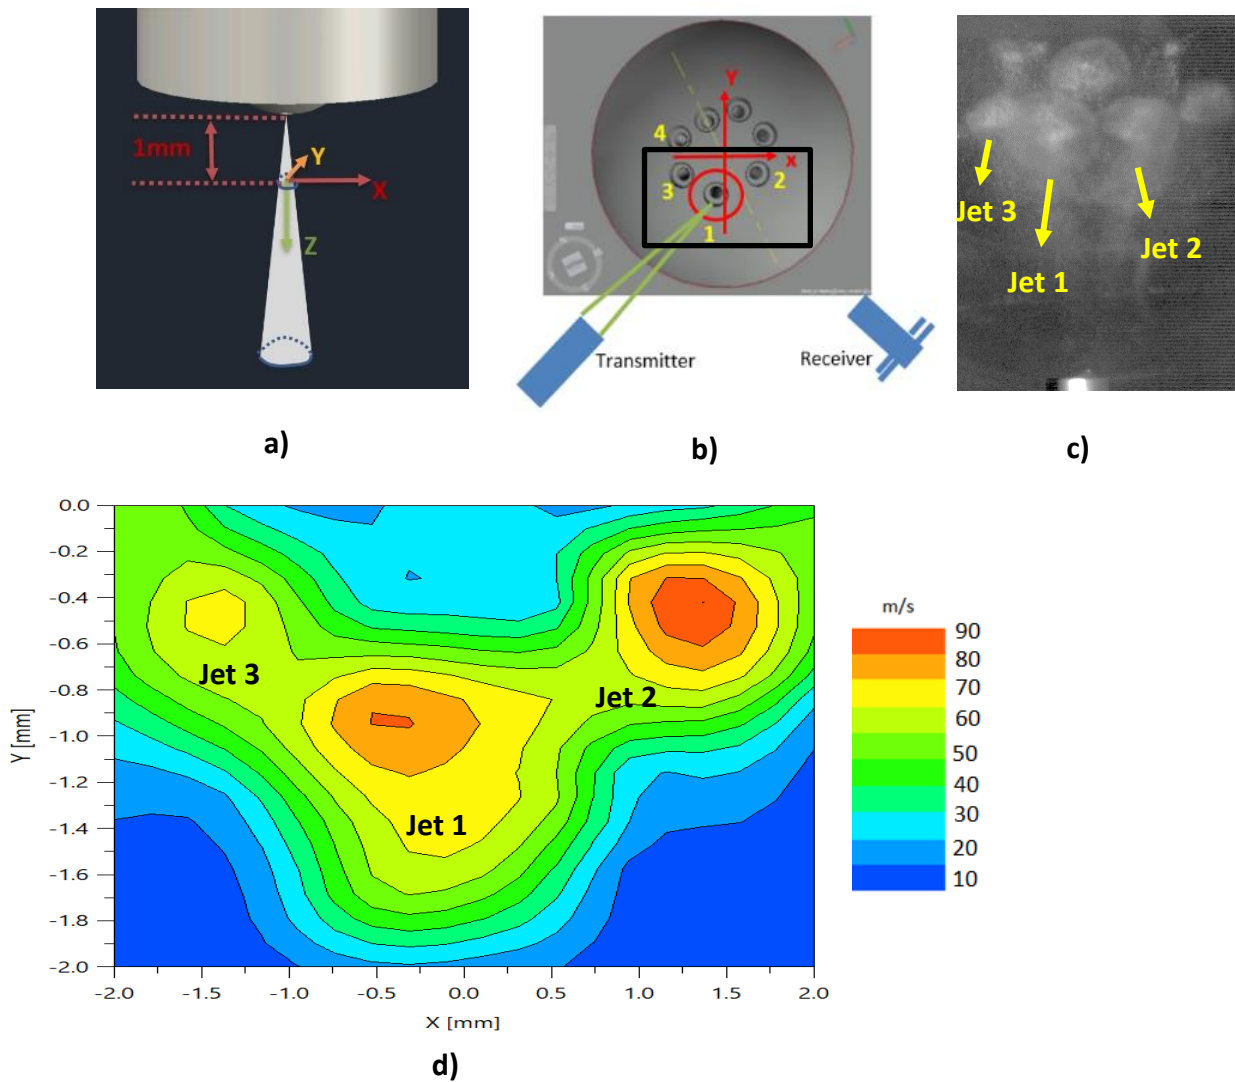 1mm
Y
X
Z
a)
Y
x
4
3
2
1
Transmitter
Receiver
b)
Jet 3
Jet 1
Jet 2
c)
0.0
-0.2
-0.4
-0.6
-0.8
-1.0
-1.2
-1.4
-1.6
-1.8
-2.0
Y [mm]
Jet 3
Jet 2
Jet 1
-2.0 -1.5 -1.0 -0.5 0.0 0.5 1.0 1.5 2.0
X [mm]
m/s
90
80
70
60
50
40
30
20
10
d)